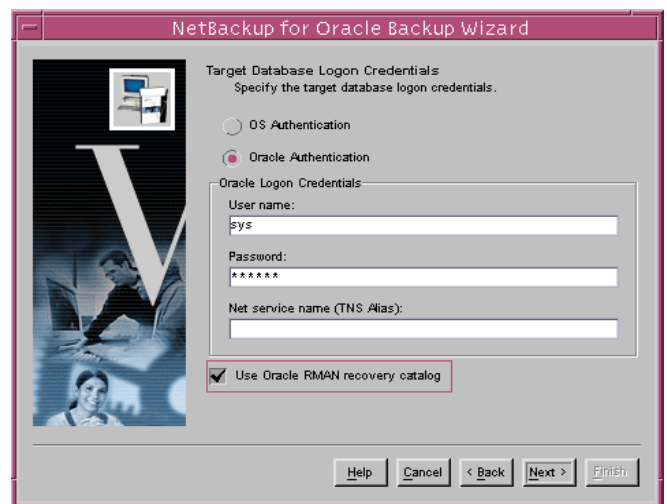 NetBackup for Oracle Backup Wizard
Target Database Logon Credentials
Specify the target database logon credentials.
OS Authentication
Oracle Authentication
Oracle Logon Credentials
User name:
sys
Password:
******
Net service name (TNS Alias):
Use Oracle RMAN recovery catalog
V
Help
Cancel
< Back
Next >
Finish